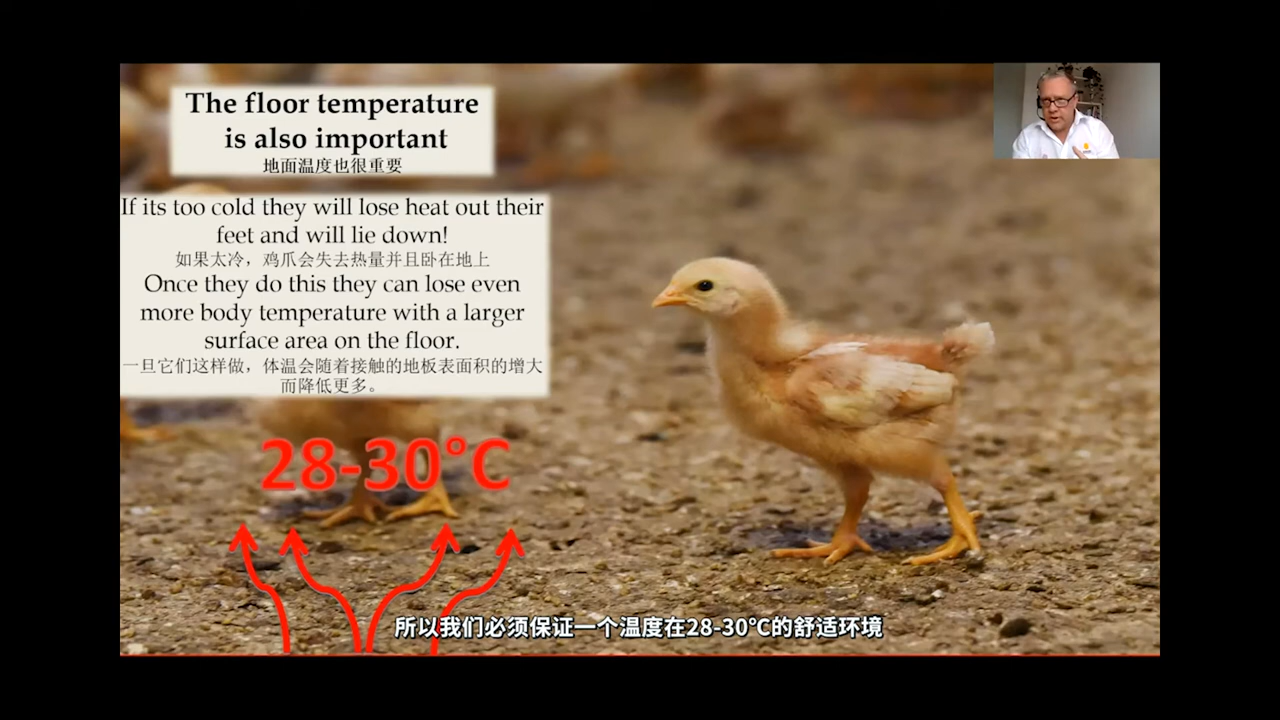 The floor temperature
is also important
地面温度也很重要
If its too cold they will lose heat out their
feet and will lie down!
如果太冷，鸡爪会失去热量并且卧在地上
Once they do this they can lose even
more body temperature with a larger
surface area on the floor.
一旦它们这样做，体温会随着接触的地板表面积的增大
而降低更多。
28-30°C
所以我们必须保证一个温度在28-30℃的舒适环境